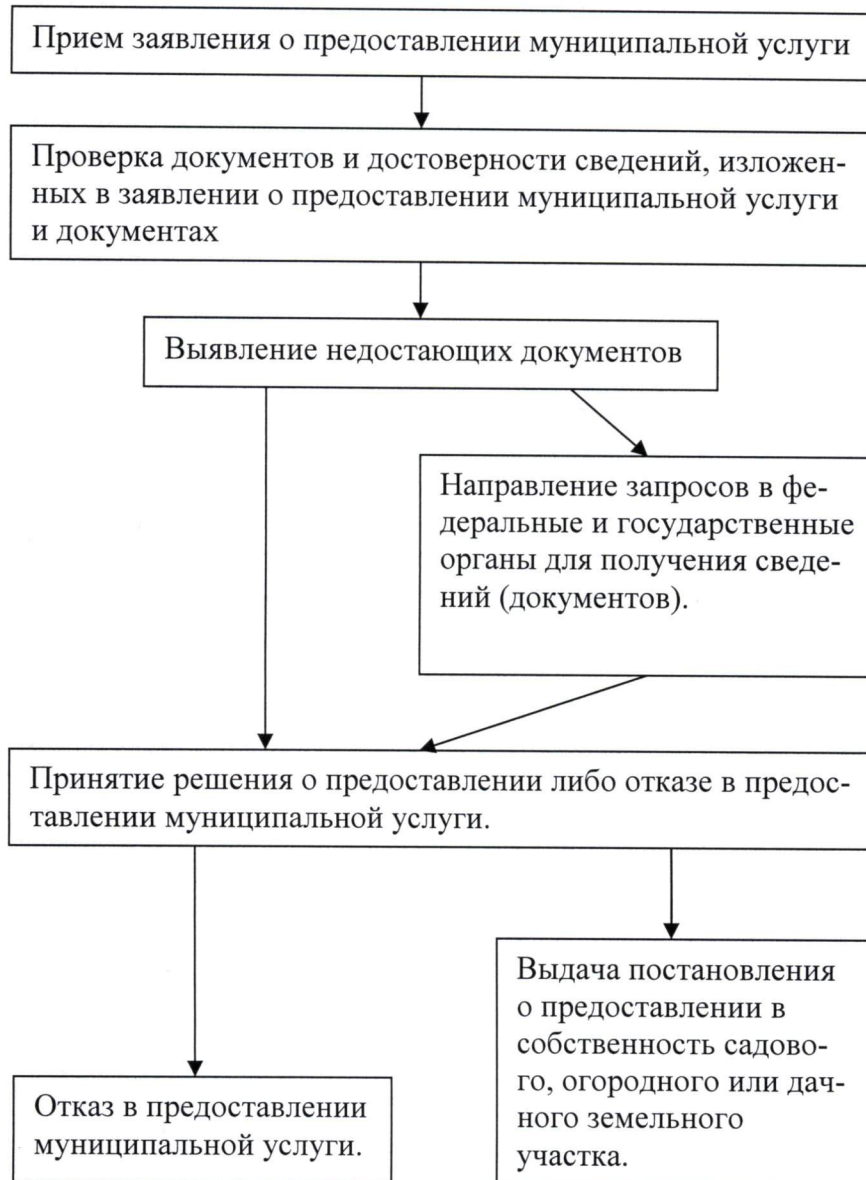 Прием заявления о предоставлении муниципальной услуги
Проверка документов и достоверности сведений, изложен-
ных в заявлении о предоставлении муниципальной услуги
и документах
Выявление недостающих документов
Направление запросов в фе-
деральные и государственные
органы для получения сведе-
ний (документов).
Принятие решения о предоставлении либо отказе в предос-
тавлении муниципальной услуги.
Выдача постановления
о предоставлении в
собственность садово-
го, огородного или дач-
ного земельного
участка.
Отказ в предоставлении
муниципальной услуги.